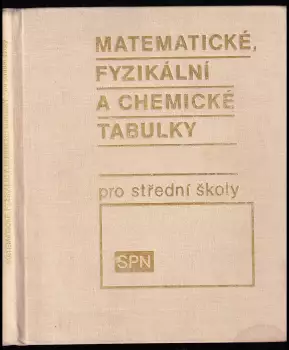 MATEMATICKÉ,
FYZIKÁLNÍ
A CHEMICKÉ
TABULKY
pro střední školy
SPN